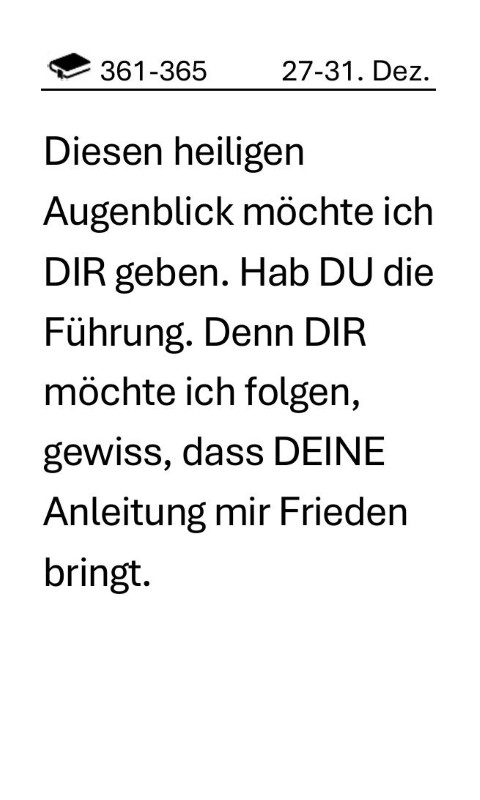 361-365 27-31. Dez.
Diesen heiligen
Augenblick möchte ich
DIR geben. Hab DU die
Führung. Denn DIR
möchte ich folgen,
gewiss, dass DEINE
Anleitung mir Frieden
bringt.